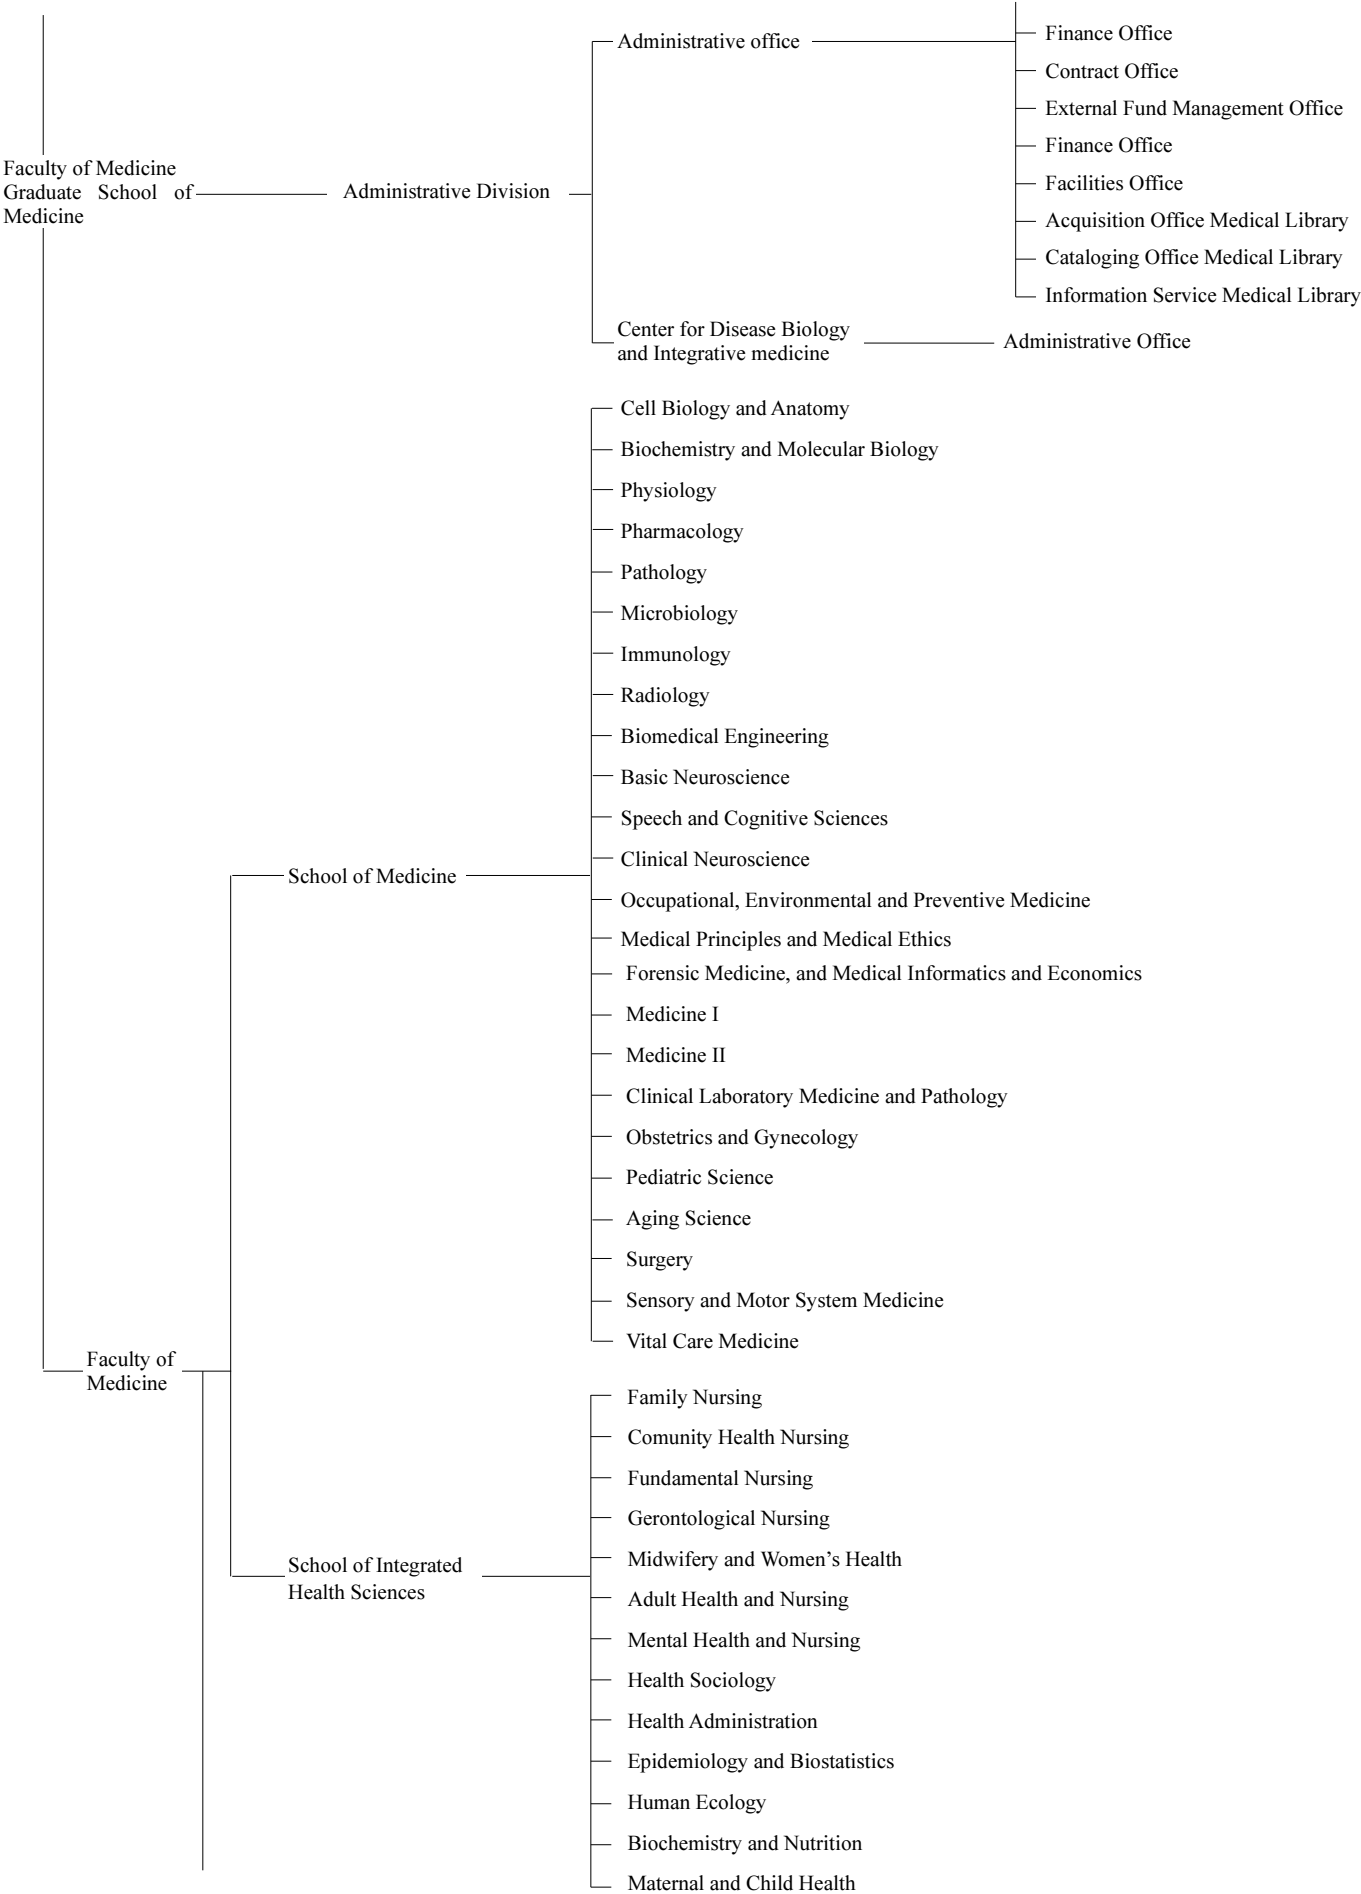 Administrative office
Finance Office
Contract Office
External Fund Management Office
Finance Office
Facilities Office
Acquisition Office Medical Library
Cataloging Office Medical Library
Information Service Medical Library
Faculty of Medicine
Graduate School of
Medicine
Administrative Division
Center for Disease Biology
and Integrative medicine
Administrative Office
Cell Biology and Anatomy
Biochemistry and Molecular Biology
Physiology
Pharmacology
Pathology
Microbiology
Immunology
Radiology
Biomedical Engineering
Basic Neuroscience
Speech and Cognitive Sciences
Clinical Neuroscience
School of Medicine
Occupational, Environmental and Preventive Medicine
Medical Principles and Medical Ethics
Forensic Medicine, and Medical Informatics and Economics
Medicine I
Medicine II
Clinical Laboratory Medicine and Pathology
Obstetrics and Gynecology
Pediatric Science
Aging Science
Surgery
Sensory and Motor System Medicine
Vital Care Medicine
Faculty of
Medicine
Family Nursing
Comunity Health Nursing
Fundamental Nursing
Gerontological Nursing
Midwifery and Women’s Health
School of Integrated
Health Sciences
Adult Health and Nursing
Mental Health and Nursing
Health Sociology
Health Administration
Epidemiology and Biostatistics
Human Ecology
Biochemistry and Nutrition
Maternal and Child Health